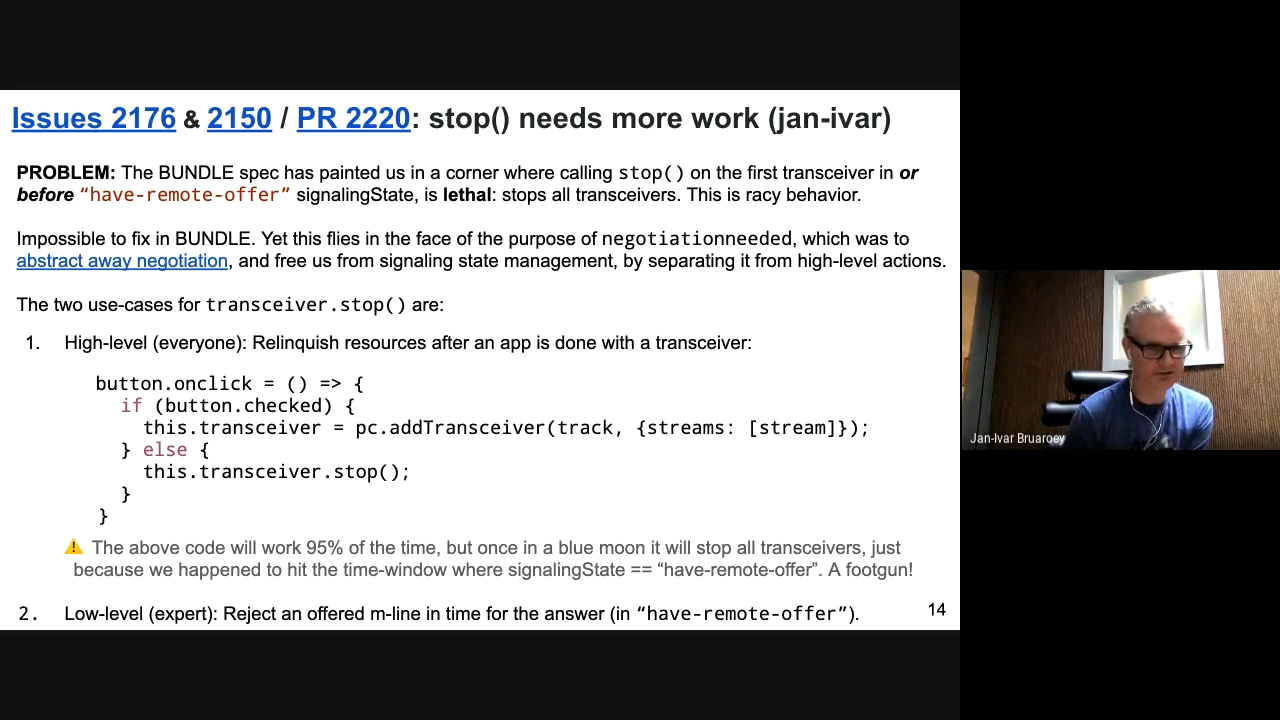 Issues 2176 & 2150 / PR 2220: stop() needs more work (jan-ivar)
PROBLEM: The BUNDLE spec has painted us in a corner where calling stop() on the first transceiver in or
before “have-remote-offer” signalingState, is lethal: stops all transceivers. This is racy behavior.
Impossible to fix in BUNDLE. Yet this flies in the face of the purpose of negotiationneeded, which was to
abstract away negotiation, and free us from signaling state management, by separating it from high-level actions.
The two use-cases for transceiver.stop() are:
1. High-level (everyone): Relinquish resources after an app is done with a transceiver:
button.onclick = () => {
if (button.checked) {
this.transceiver = pc.addTransceiver(track, {streams: [stream]});
} else {
this.transceiver.stop();
}
}
⚠ The above code will work 95% of the time, but once in a blue moon it will stop all transceivers, just
because we happened to hit the time-window where signalingState == “have-remote-offer”. A footgun!
2. Low-level (expert): Reject an offered m-line in time for the answer (in “have-remote-offer”).
14
Jan-Ivar Bruaroey